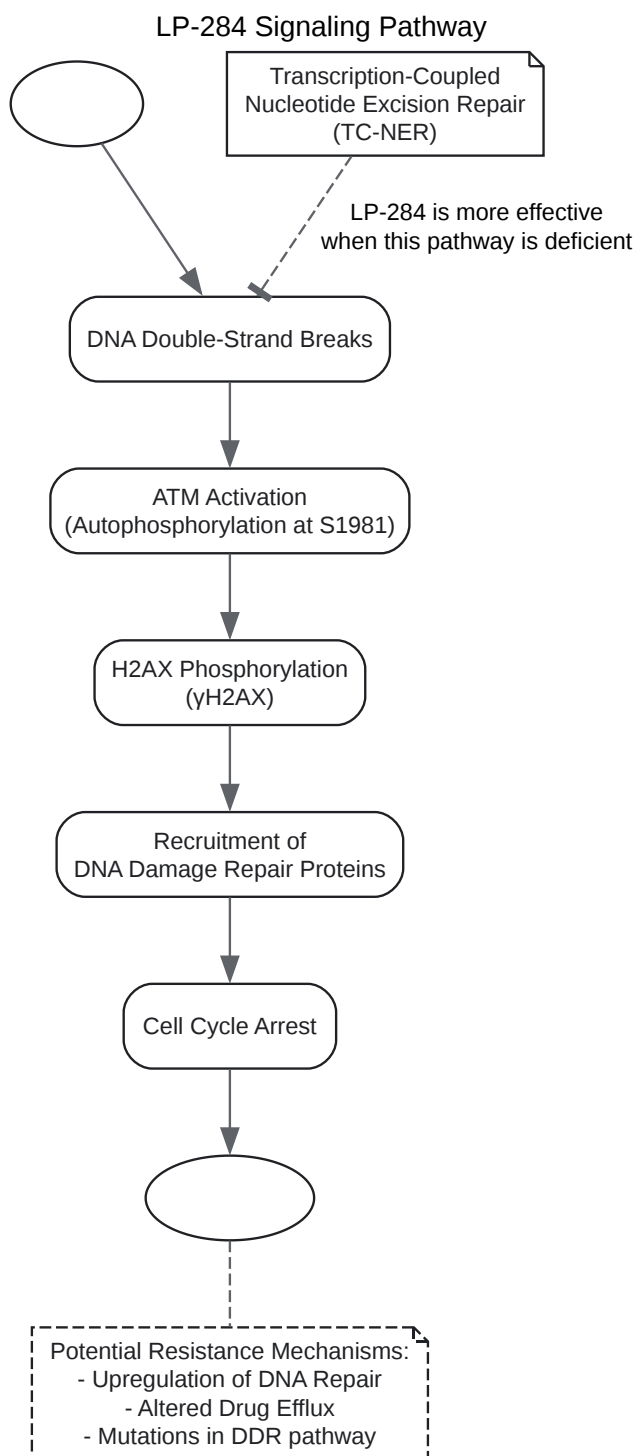 LP-284 Signaling Pathway
Transcription-Coupled
Nucleotide Excision Repair
(TC-NER)
LP-284 is more effective
when this pathway is deficient
DNA Double-Strand Breaks
ATM Activation
(Autophosphorylation at S1981)
H2AX Phosphorylation
(γH2AX)
Recruitment of
DNA Damage Repair Proteins
Cell Cycle Arrest
Potential Resistance Mechanisms:
- Upregulation of DNA Repair
- Altered Drug Efflux
- Mutations in DDR pathway